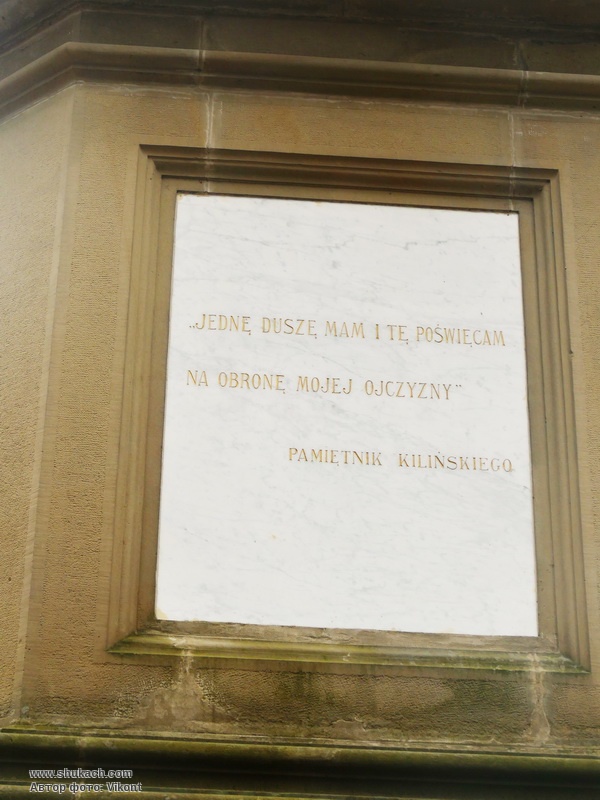 „JEDNĘ DUSZĘ MAM I TĘ POŚWIĘCAM
NA OBRONĘ MOJEJ OJCZYZNY”
PAMIĘTNIK KILIŃSKIEGO
www.shukach.com
Автор фото: Vikont